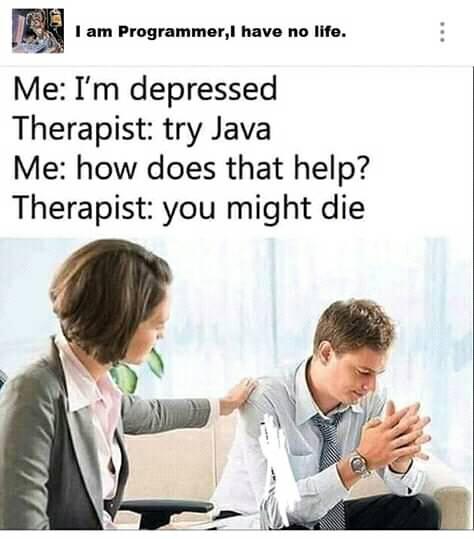 I am Programmer,I have no life.
Me: I'm depressed
Therapist: try Java
Me: how does that help?
Therapist: you might die